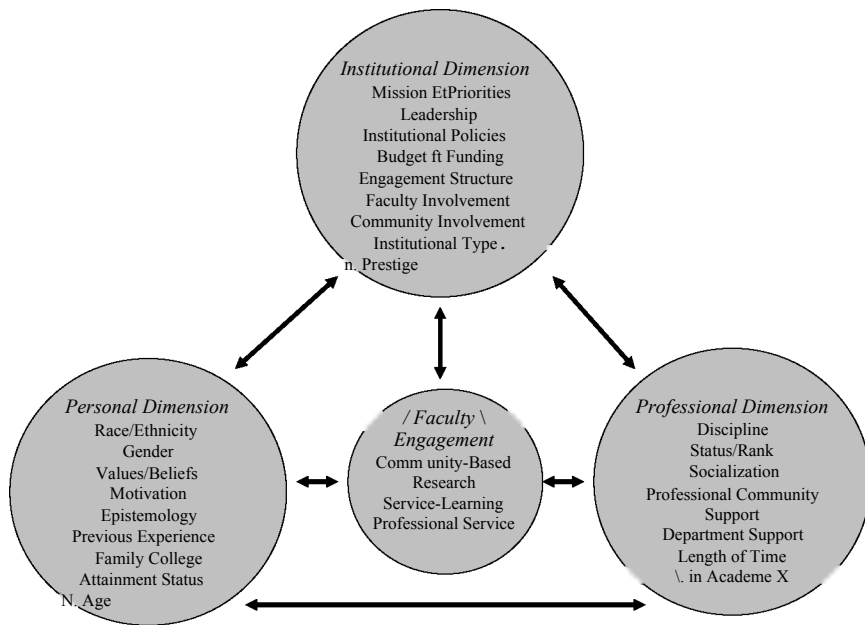 Institutional Dimension
Mission EtPriorities
Leadership
Institutional Policies
Budget ft Funding
Engagement Structure
Faculty Involvement
Community Involvement
Institutional Type .
n. Prestige
Personal Dimension
Race/Ethnicity
Gender
Values/Beliefs
Motivation
Epistemology
Previous Experience
Family College
Attainment Status
N. Age
/ Faculty \
Engagement
Comm unity-Based
Research
Service-Learning
Professional Service
Professional Dimension
Discipline
Status/Rank
Socialization
Professional Community
Support
Department Support
Length of Time
\. in Academe X